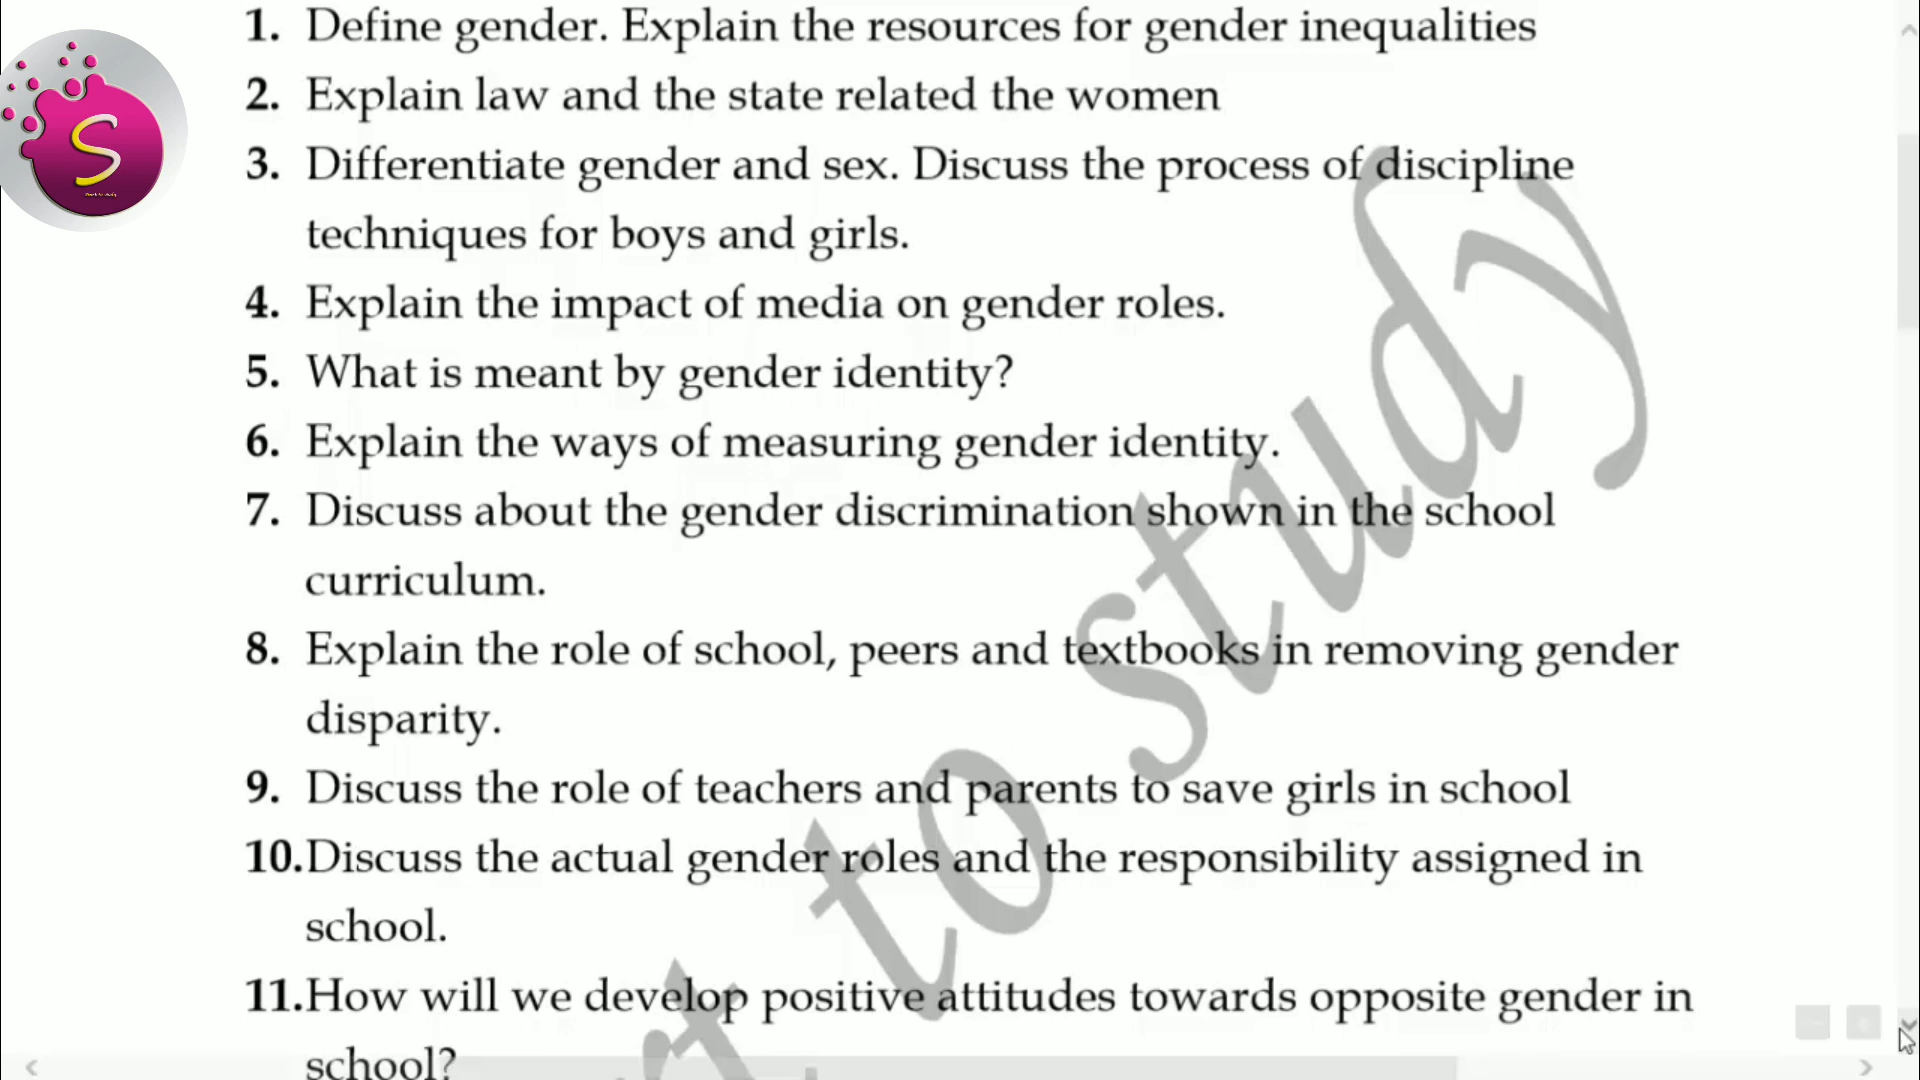 1. Define gender. Explain the resources for gender inequalities
2. Explain law and the state related the women
3. Differentiate gender and sex. Discuss the process of discipline
techniques for boys and girls.
4. Explain the impact of media on gender roles.
5. What is meant by gender identity?
6. Explain the ways of measuring gender identity.
7. Discuss about the gender discrimination shown in the school
curriculum.
8. Explain the role of school, peers and textbooks in removing gender
disparity.
9. Discuss the role of teachers and parents to save girls in school
10.Discuss the actual gender roles and the responsibility assigned in
school.
11.How will we develop positive attitudes towards opposite gender in
school?
S
to study